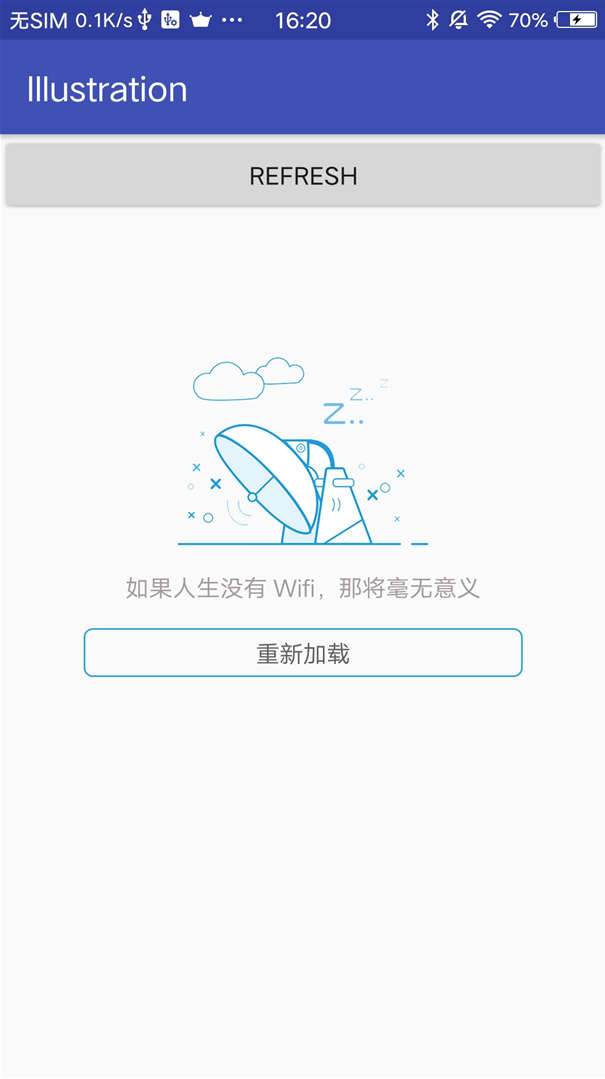 无SIM 0.1K/s ··· 16:20 70%
Illustration
REFRESH
z..
z..
z..
如果人生没有 Wifi，那将毫无意义
重新加载